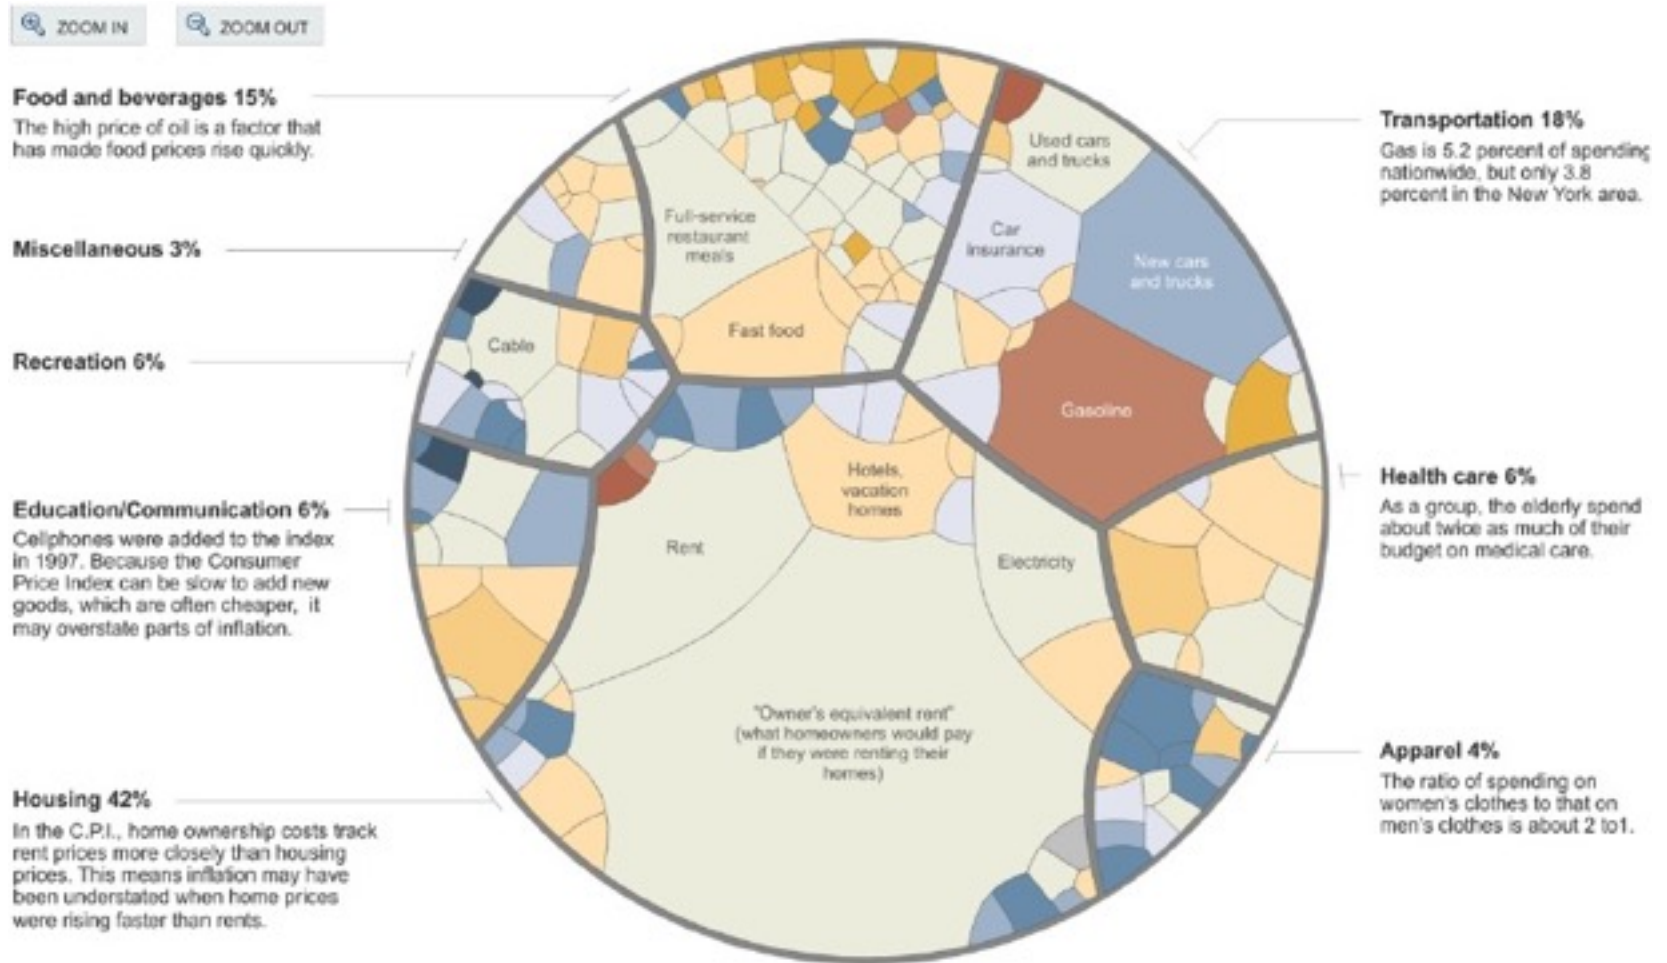 ZOOM IN
ZOOM OUT
Food and beverages 15%
The high price of oil is a factor that
has made food prices rise quickly.
Miscellaneous 3%
Recreation 6%
Education/Communication 6%
Cellphones were added to the index
in 1997. Because the Consumer
Price Index can be slow to add new
goods, which are often cheaper, it
may overstate parts of inflation.
Housing 42%
In the C.P.I., home ownership costs track
rent prices more closely than housing
prices. This means inflation may have
been understated when home prices
were rising faster than rents.
Full-service
restaurant
meals
Fast food
Cable
Used cars
and trucks
Car
Insurance
New cars
and trucks
Gasoline
Hotels,
vacation
homes
Rent
Electricity
"Owner's equivalent rent"
(what homeowners would pay
if they were renting their
homes)
Transportation 18%
Gas is 5.2 percent of spending
nationwide, but only 3.8
percent in the New York area.
Health care 6%
As a group, the elderly spend
about twice as much of their
budget on medical care.
Apparel 4%
The ratio of spending on
women's clothes to that on
men's clothes is about 2 to1.